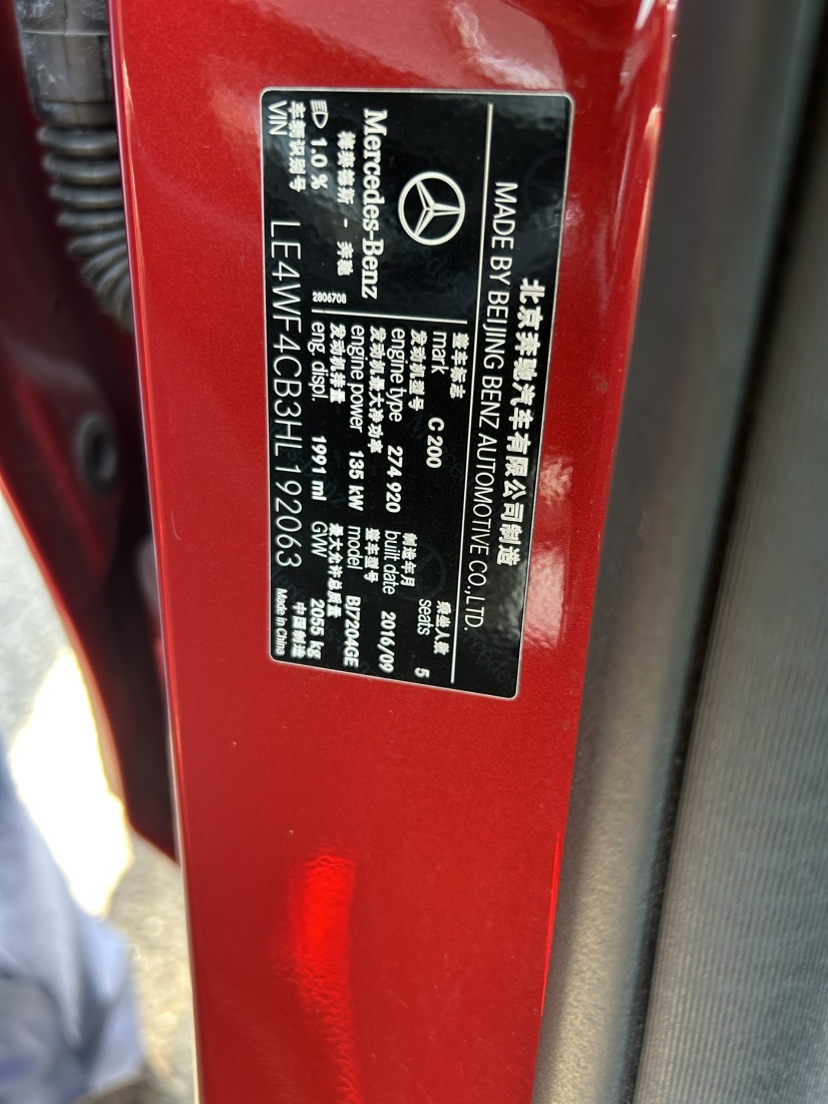 北京奔驰汽车有限公司制造
MADE BY BEIJING BENZ AUTOMOTIVE CO.,LTD.
Mercedes-Benz
梅赛德斯 - 奔驰
1.0 %
2806708
整车标志
mark C 200
乘坐人数
seats 5
发动机型号
engine type 274 920
制造年月
built date 2016/09
发动机最大净功率
engine power 135 kW
整车型号
model BJ7204GE
发动机排量
eng. displ. 1991 ml
最大允许总质量
GVW 2055 kg
车辆识别号
VIN LE4WF4CB3HL192063
中国制造
Made in China